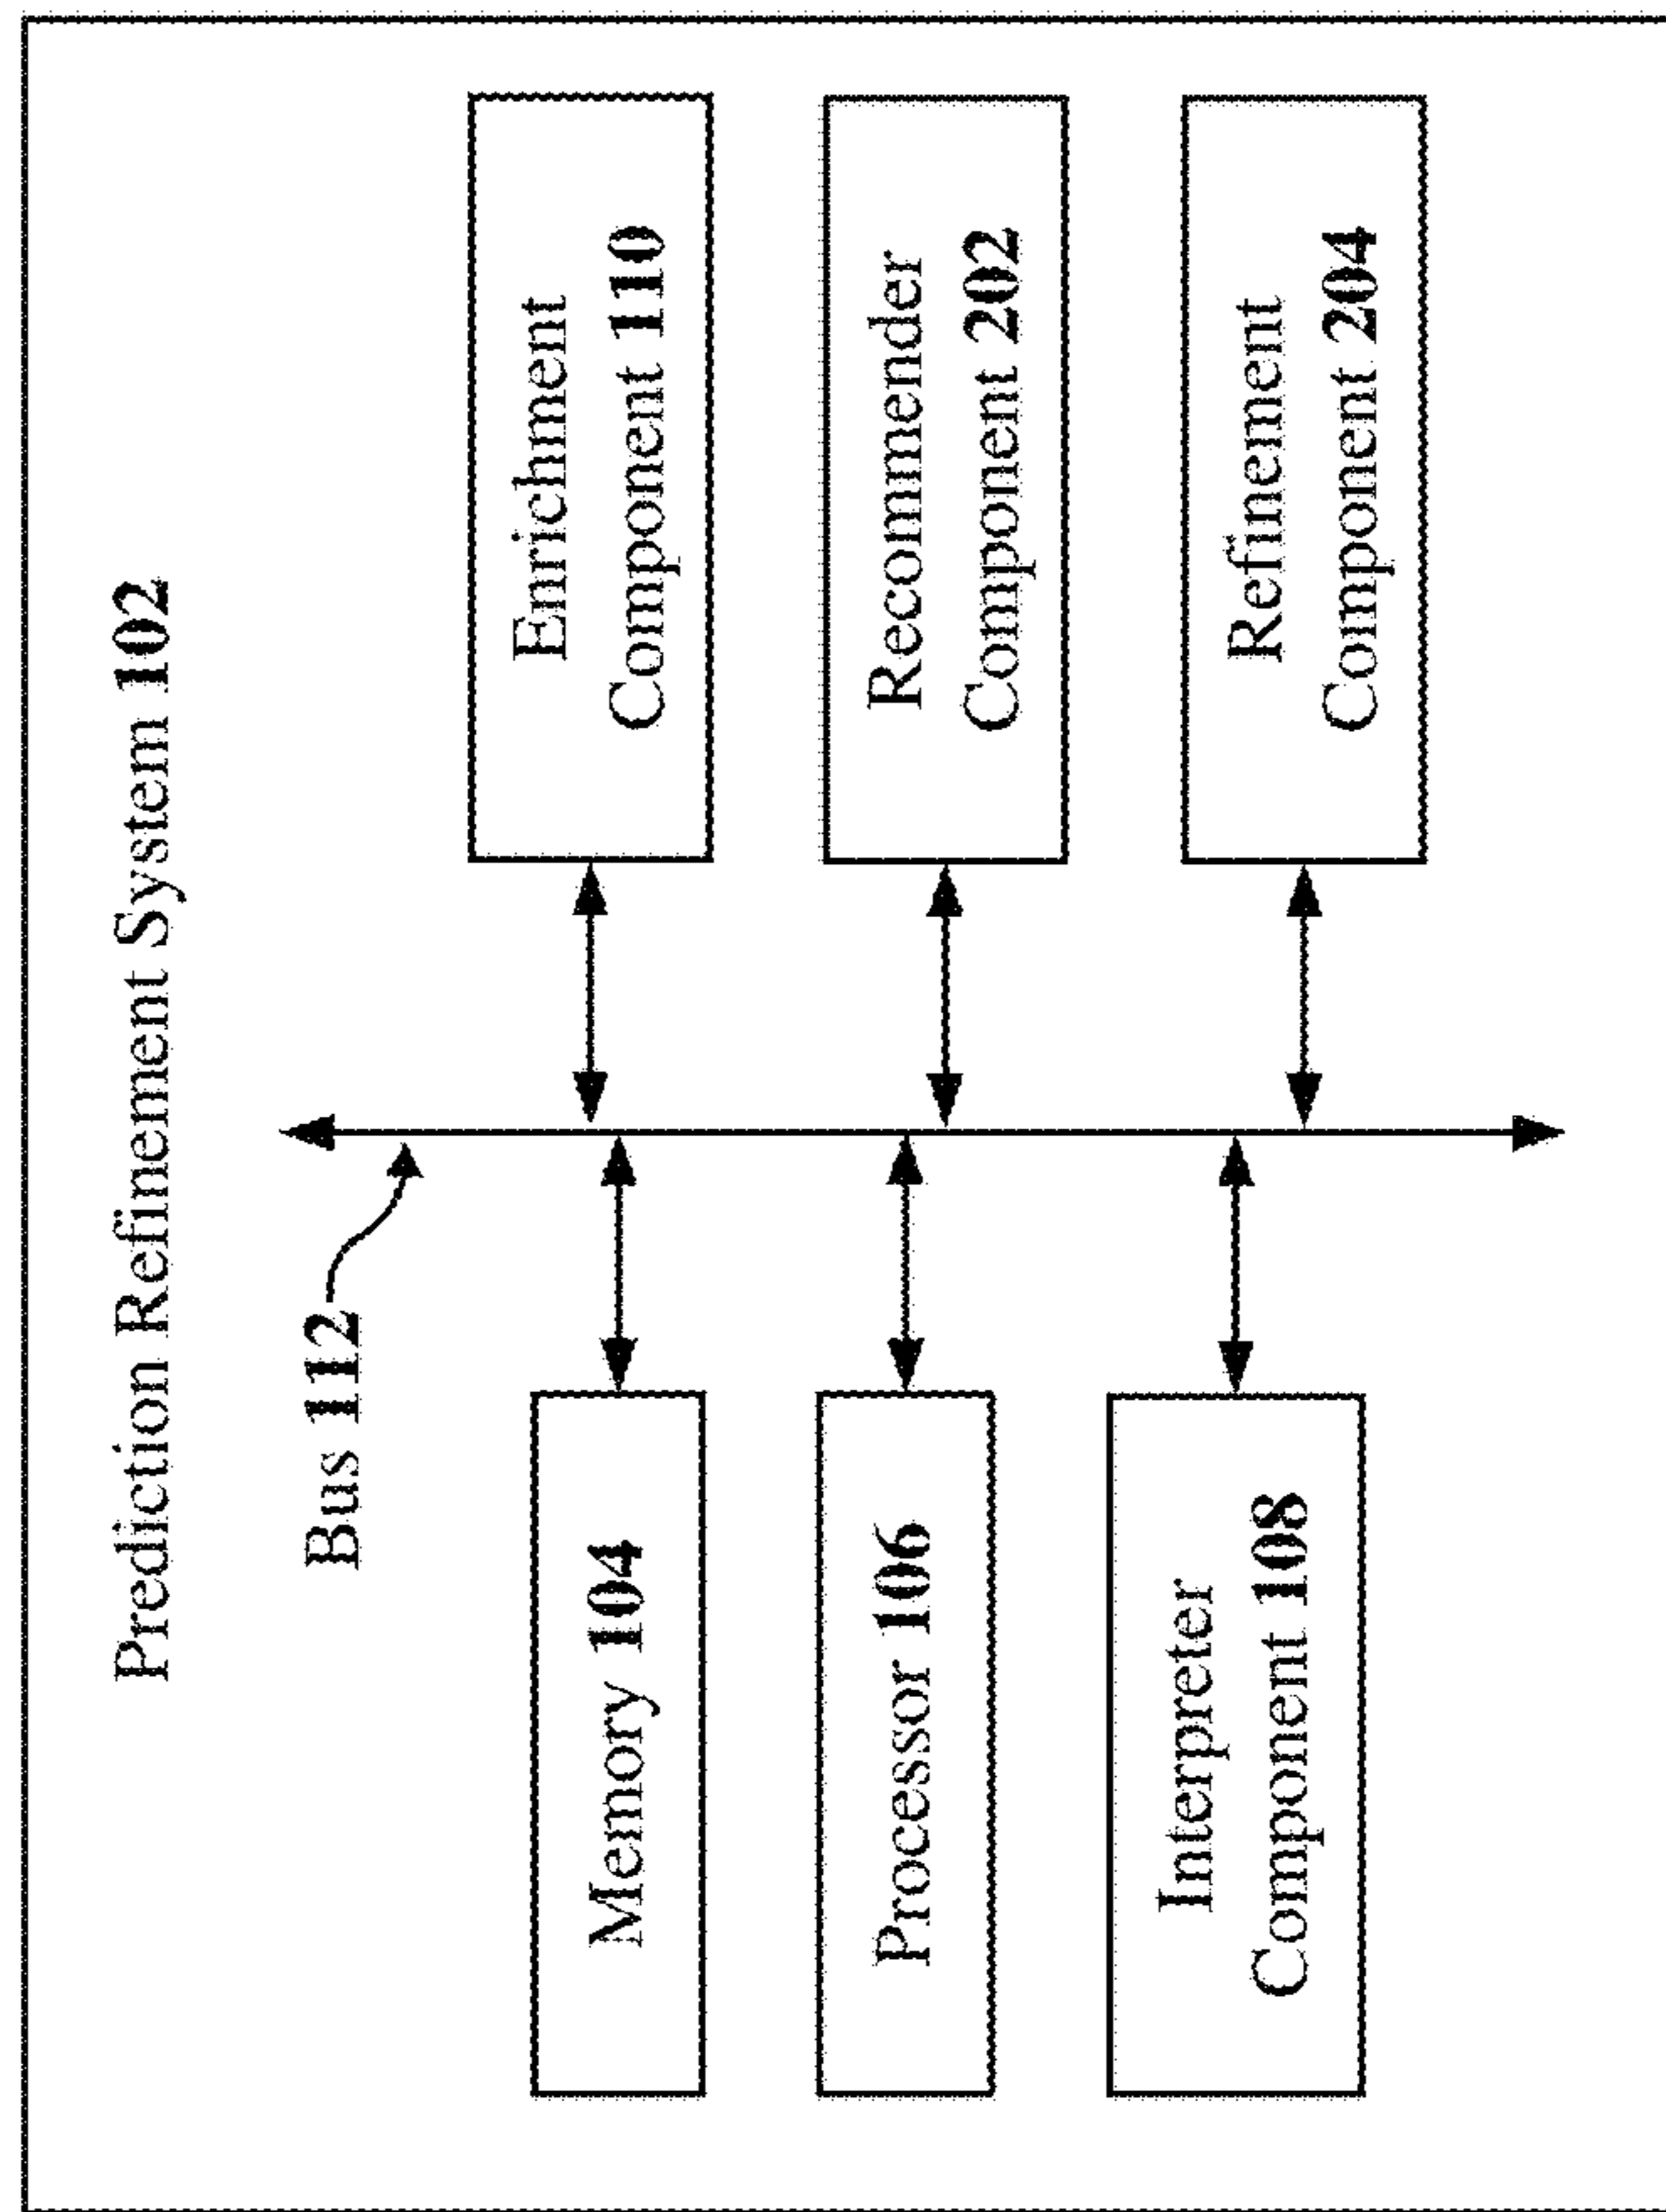 Prediction Refinement System 102
Bus 112
Memory 104
Processor 106
Interpreter
Component 108
Enrichment
Component 110
Recommender
Component 202
Refinement
Component 204